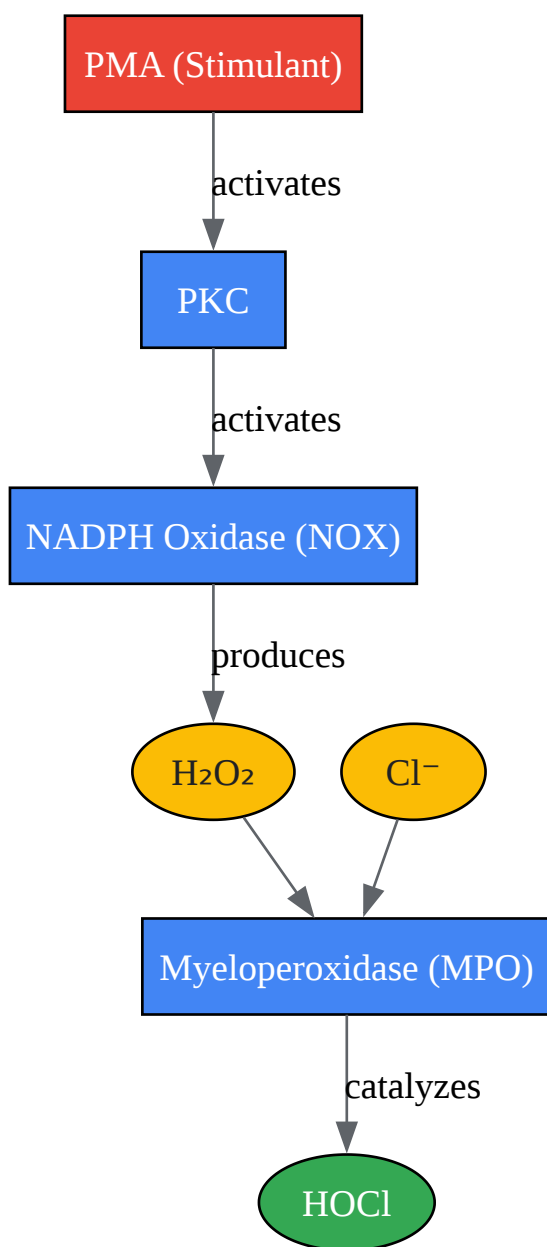 PMA (Stimulant)
activates
PKC
activates
NADPH Oxidase (NOX)
produces
H₂O₂
Cl⁻
Myeloperoxidase (MPO)
catalyzes
HOCl